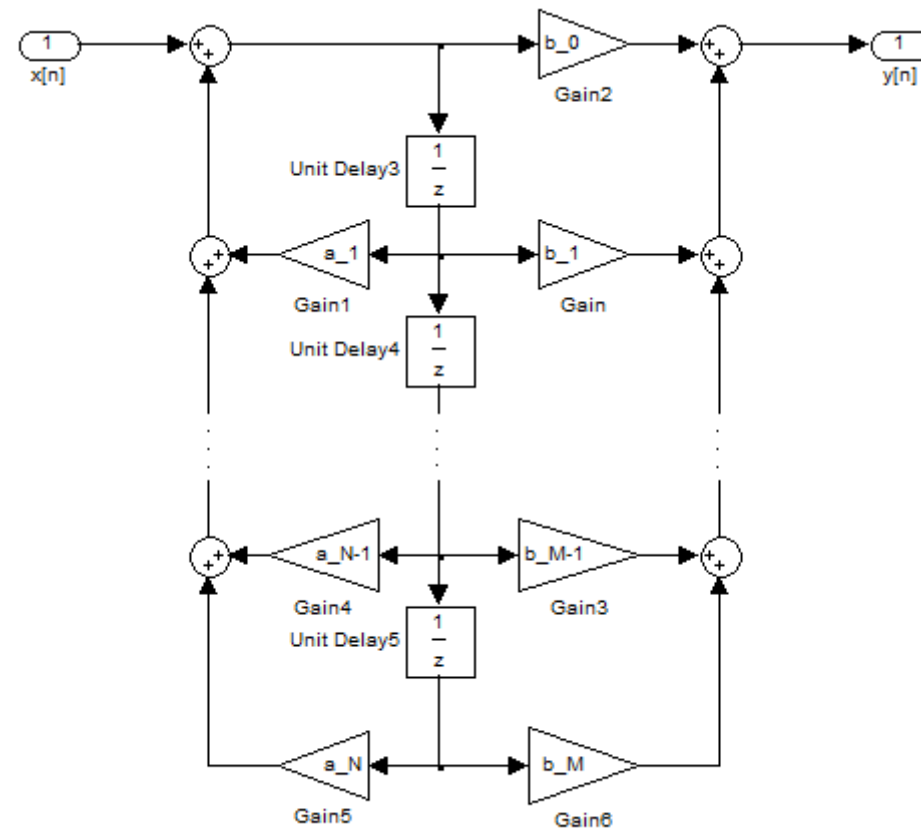 1
x[n]
+
+
b_0
Gain2
+
+
1
y[n]
Unit Delay3
1
z
+
+
a_1
Gain1
b_1
Gain
+
+
Unit Delay4
1
z
+
+
a_N-1
Gain4
b_M-1
Gain3
+
+
Unit Delay5
1
z
a_N
Gain5
b_M
Gain6